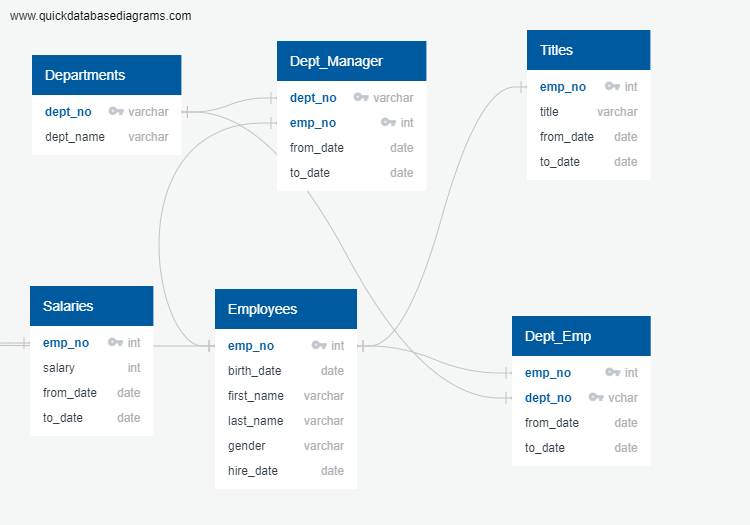 www.quickdatabasediagrams.com
Departments
dept_no varchar
dept_name varchar
Dept_Manager
dept_no varchar
emp_no int
from_date date
to_date date
Titles
emp_no int
title varchar
from_date date
to_date date
Salaries
emp_no int
salary int
from_date date
to_date date
Employees
emp_no int
birth_date date
first_name varchar
last_name varchar
gender varchar
hire_date date
Dept_Emp
emp_no int
dept_no vchar
from_date date
to_date date